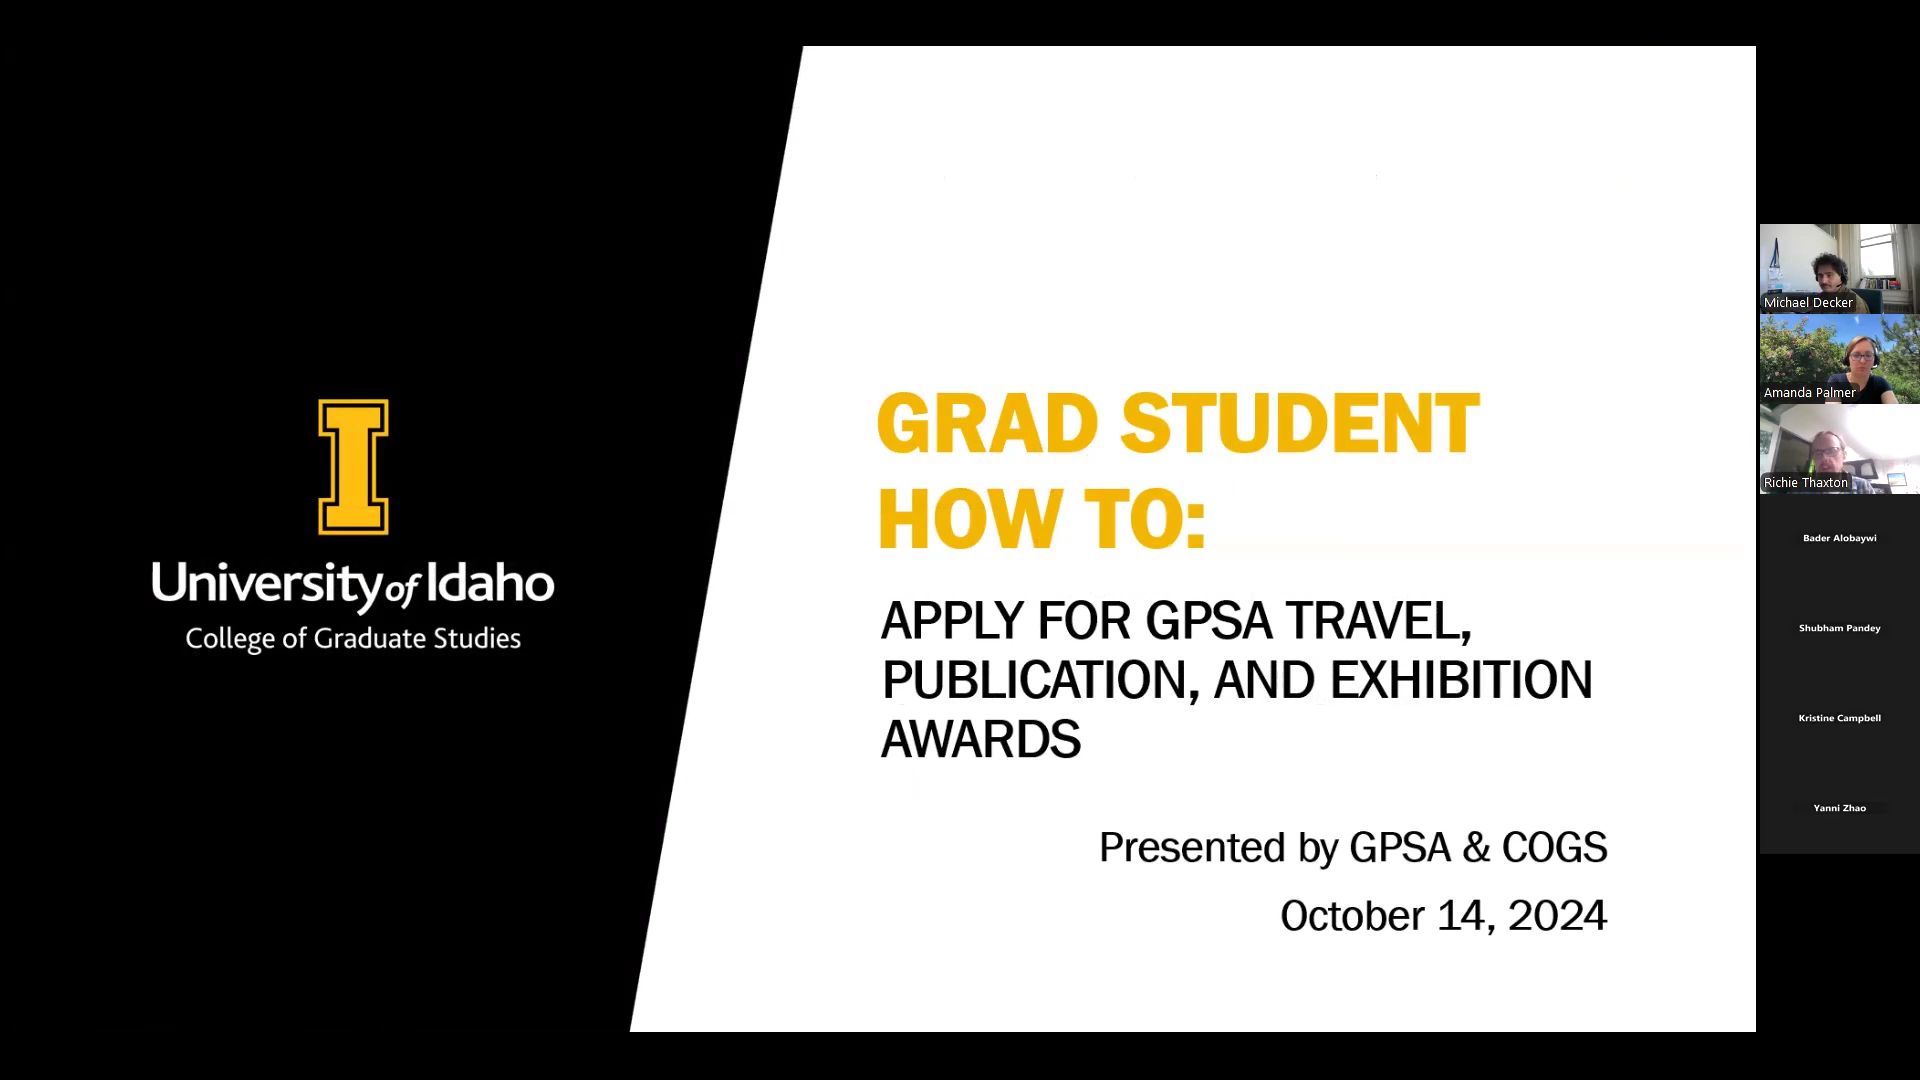 I
University of Idaho
College of Graduate Studies
GRAD STUDENT
HOW TO:
APPLY FOR GPSA TRAVEL,
PUBLICATION, AND EXHIBITION
AWARDS
Presented by GPSA & COGS
October 14, 2024
Michael Decker
Amanda Palmer
Richie Thaxton
Bader Alobaywi
Shubham Pandey
Kristine Campbell
Yanni Zhao